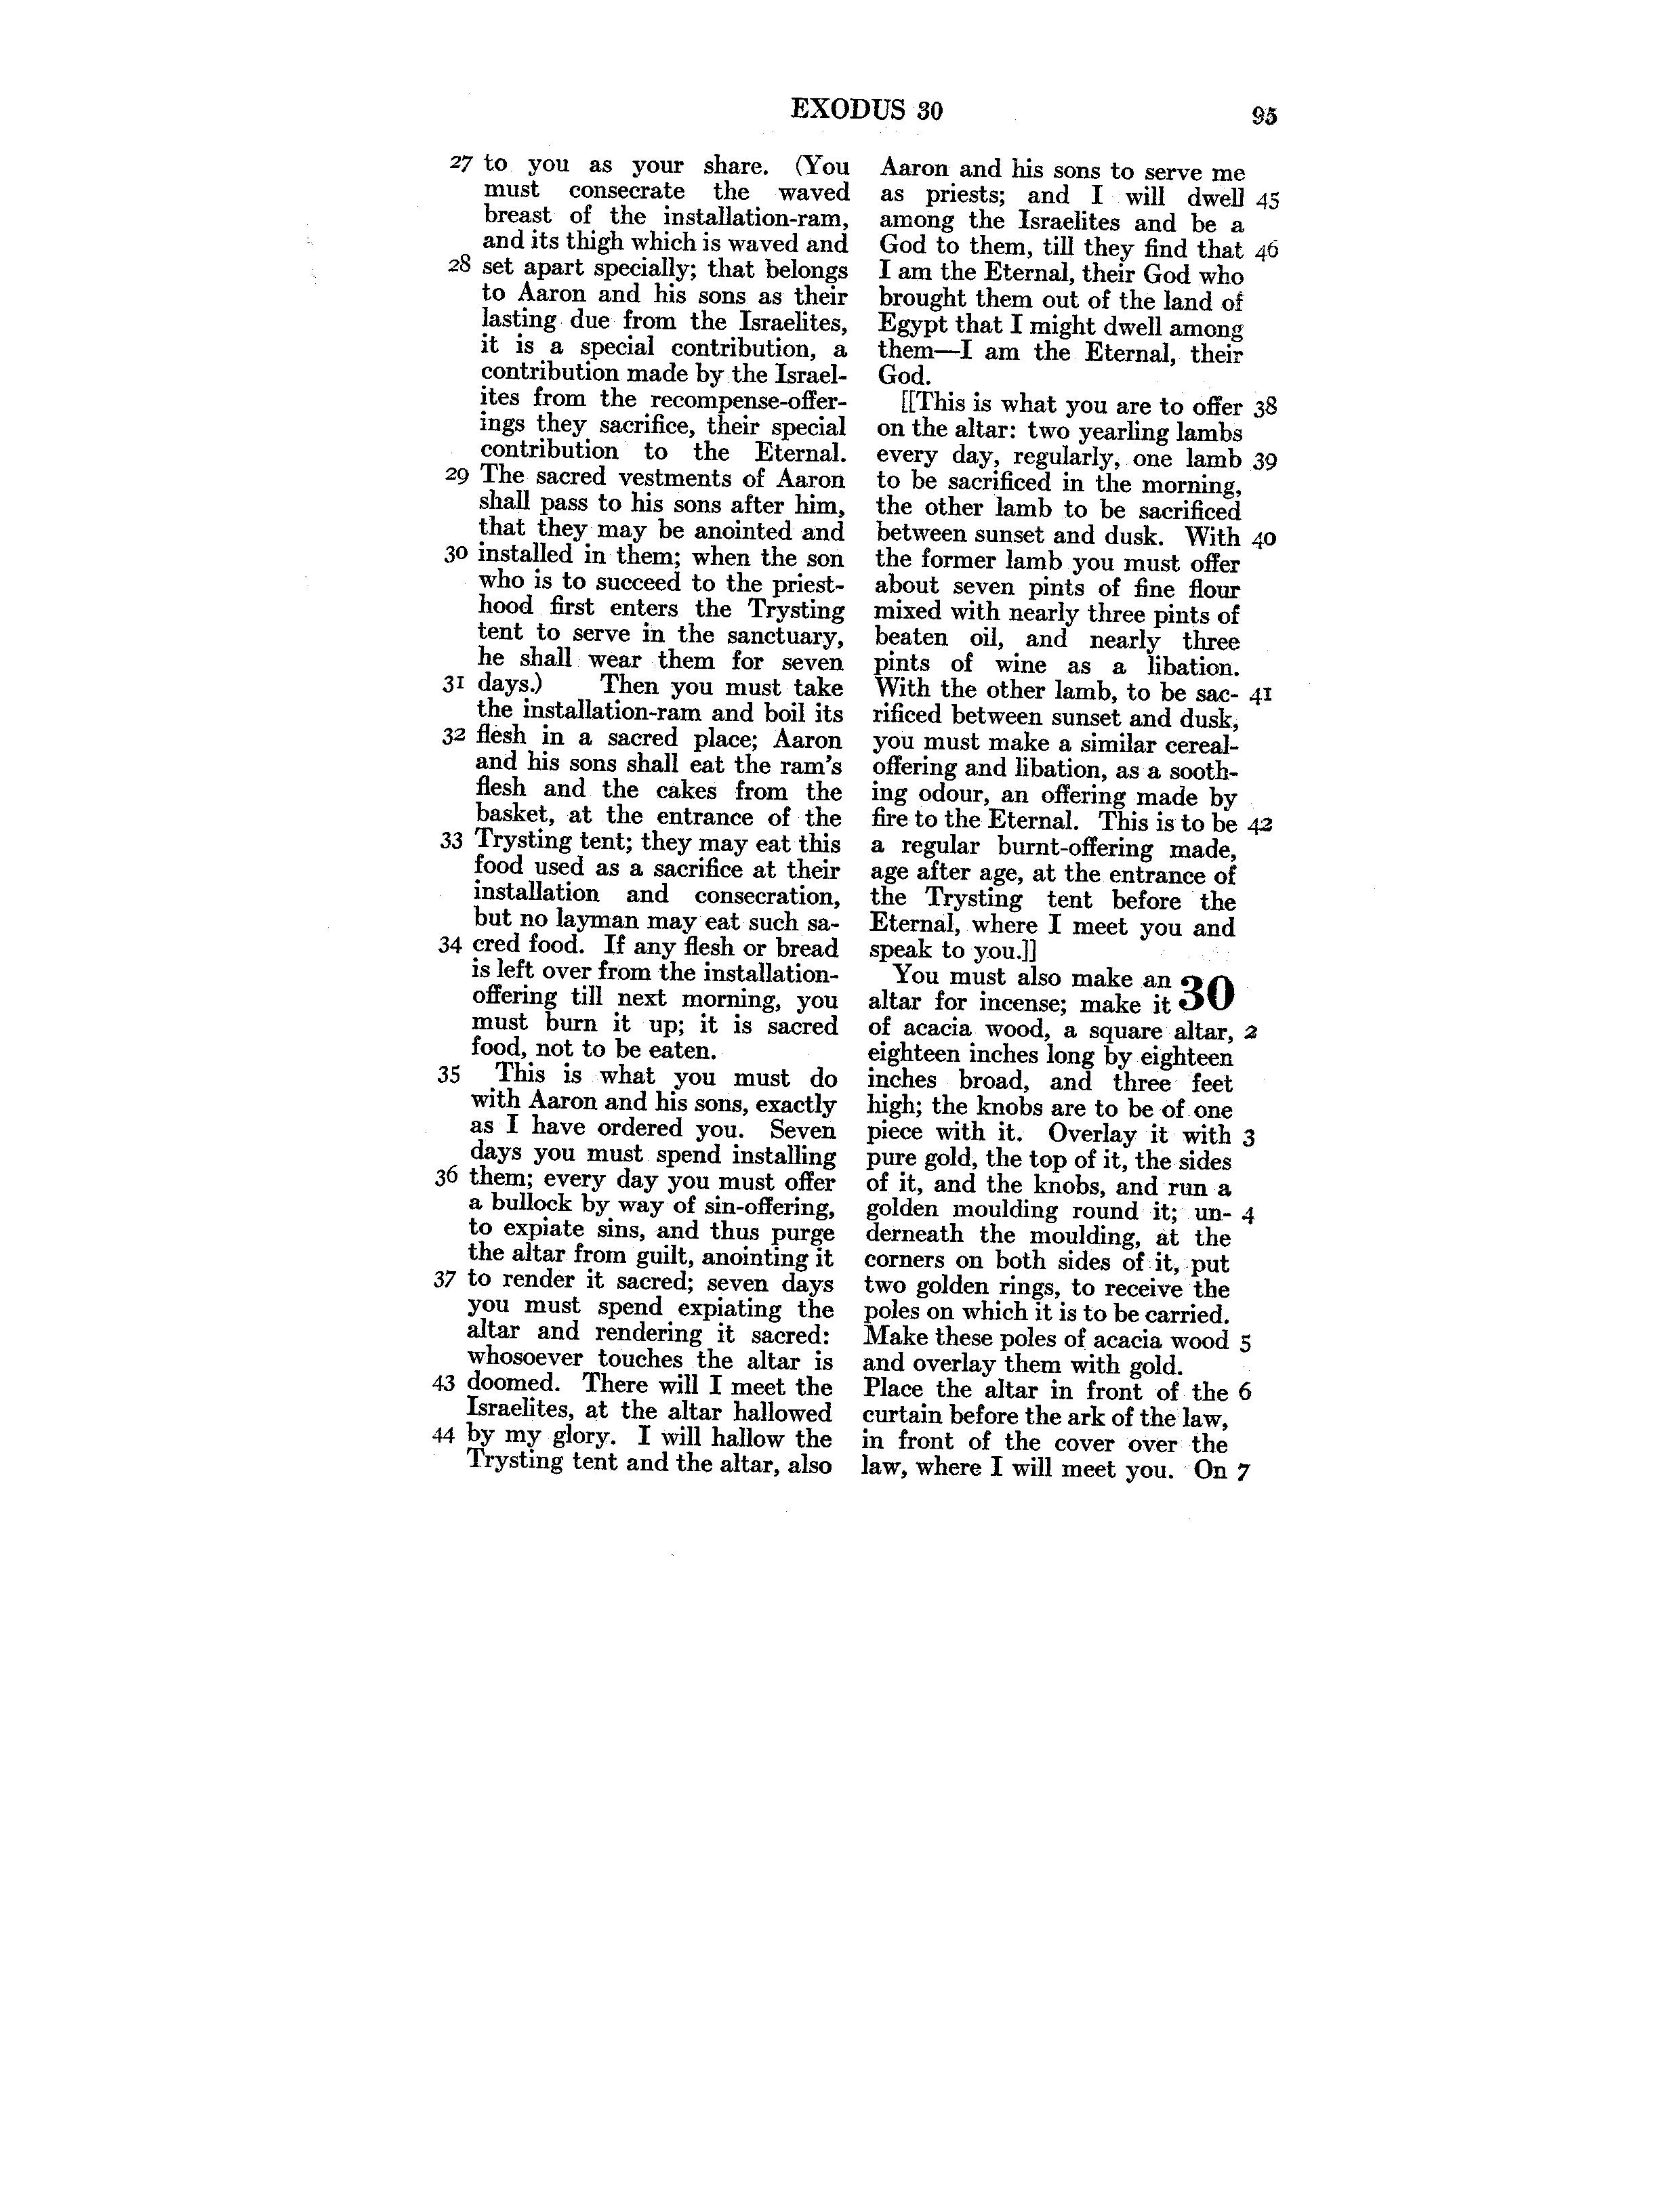 EXODUS 30 95
27 to you as your share. (You
must consecrate the waved
breast of the installation-ram,
and its thigh which is waved and
28 set apart specially; that belongs
to Aaron and his sons as their
lasting due from the Israelites,
it is a special contribution, a
contribution made by the Israel-
ites from the recompense-offer-
ings they sacrifice, their special
contribution to the Eternal.
29 The sacred vestments of Aaron
shall pass to his sons after him,
that they may be anointed and
30 installed in them; when the son
who is to succeed to the priest-
hood first enters the Trysting
tent to serve in the sanctuary,
he shall wear them for seven
31 days.) Then you must take
the installation-ram and boil its
32 flesh in a sacred place; Aaron
and his sons shall eat the ram's
flesh and the cakes from the
basket, at the entrance of the
33 Trysting tent; they may eat this
food used as a sacrifice at their
installation and consecration,
but no layman may eat such sa-
34 cred food. If any flesh or bread
is left over from the installation-
offering till next morning, you
must burn it up; it is sacred
food, not to be eaten.
35 This is what you must do
with Aaron and his sons, exactly
as I have ordered you. Seven
days you must spend installing
36 them; every day you must offer
a bullock by way of sin-offering,
to expiate sins, and thus purge
the altar from guilt, anointing it
37 to render it sacred; seven days
you must spend expiating the
altar and rendering it sacred:
whosoever touches the altar is
43 doomed. There will I meet the
Israelites, at the altar hallowed
44 by my glory. I will hallow the
Trysting tent and the altar, also
Aaron and his sons to serve me
as priests; and I will dwell 45
among the Israelites and be a
God to them, till they find that 46
I am the Eternal, their God who
brought them out of the land of
Egypt that I might dwell among
them—I am the Eternal, their
God.
[[This is what you are to offer 38
on the altar: two yearling lambs
every day, regularly, one lamb 39
to be sacrificed in the morning,
the other lamb to be sacrificed
between sunset and dusk. With 40
the former lamb you must offer
about seven pints of fine flour
mixed with nearly three pints of
beaten oil, and nearly three
pints of wine as a libation.
With the other lamb, to be sac- 41
rificed between sunset and dusk,
you must make a similar cereal-
offering and libation, as a sooth-
ing odour, an offering made by
fire to the Eternal. This is to be 42
a regular burnt-offering made,
age after age, at the entrance of
the Trysting tent before the
Eternal, where I meet you and
speak to you.]]
You must also make an 30
altar for incense; make it
of acacia wood, a square altar, 2
eighteen inches long by eighteen
inches broad, and three feet
high; the knobs are to be of one
piece with it. Overlay it with 3
pure gold, the top of it, the sides
of it, and the knobs, and run a
golden moulding round it; un- 4
derneath the moulding, at the
corners on both sides of it, put
two golden rings, to receive the
poles on which it is to be carried.
Make these poles of acacia wood 5
and overlay them with gold.
Place the altar in front of the 6
curtain before the ark of the law,
in front of the cover over the
law, where I will meet you. On 7